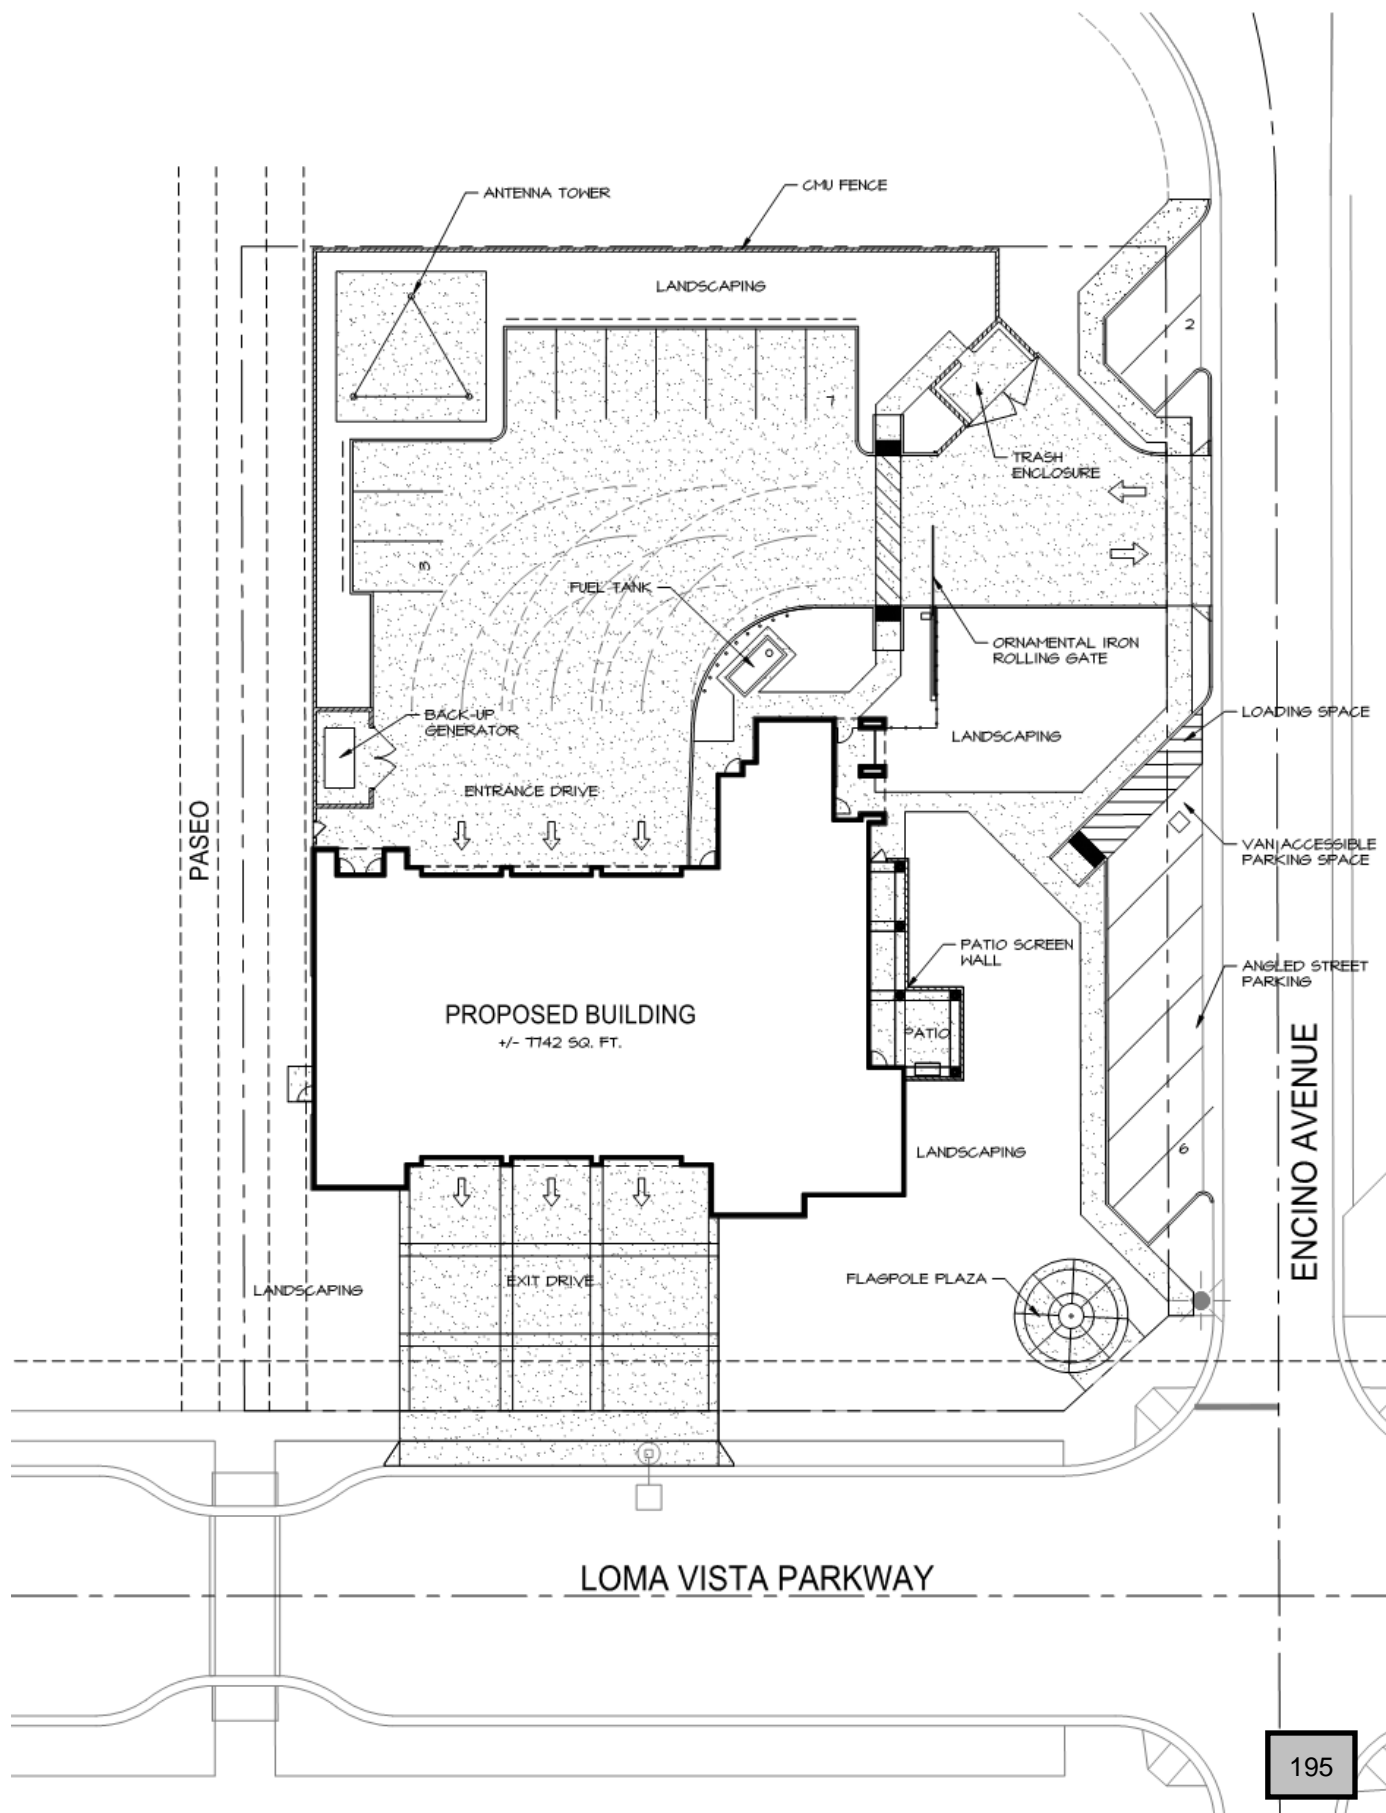 ANTENNA TOWER
CMU FENCE
LANDSCAPING
2
7
TRASH
ENCLOSURE
3
FUEL TANK
ORNAMENTAL IRON
ROLLING GATE
BACK-UP
GENERATOR
LANDSCAPING
LOADING SPACE
ENTRANCE DRIVE
PASEO
VAN ACCESSIBLE
PARKING SPACE
PATIO SCREEN
WALL
ANGLED STREET
PARKING
PROPOSED BUILDING
+/- 7742 SQ. FT.
PATIO
ENCINO AVENUE
LANDSCAPING
6
FLAGPOLE PLAZA
EXIT DRIVE
LANDSCAPING
LOMA VISTA PARKWAY
195